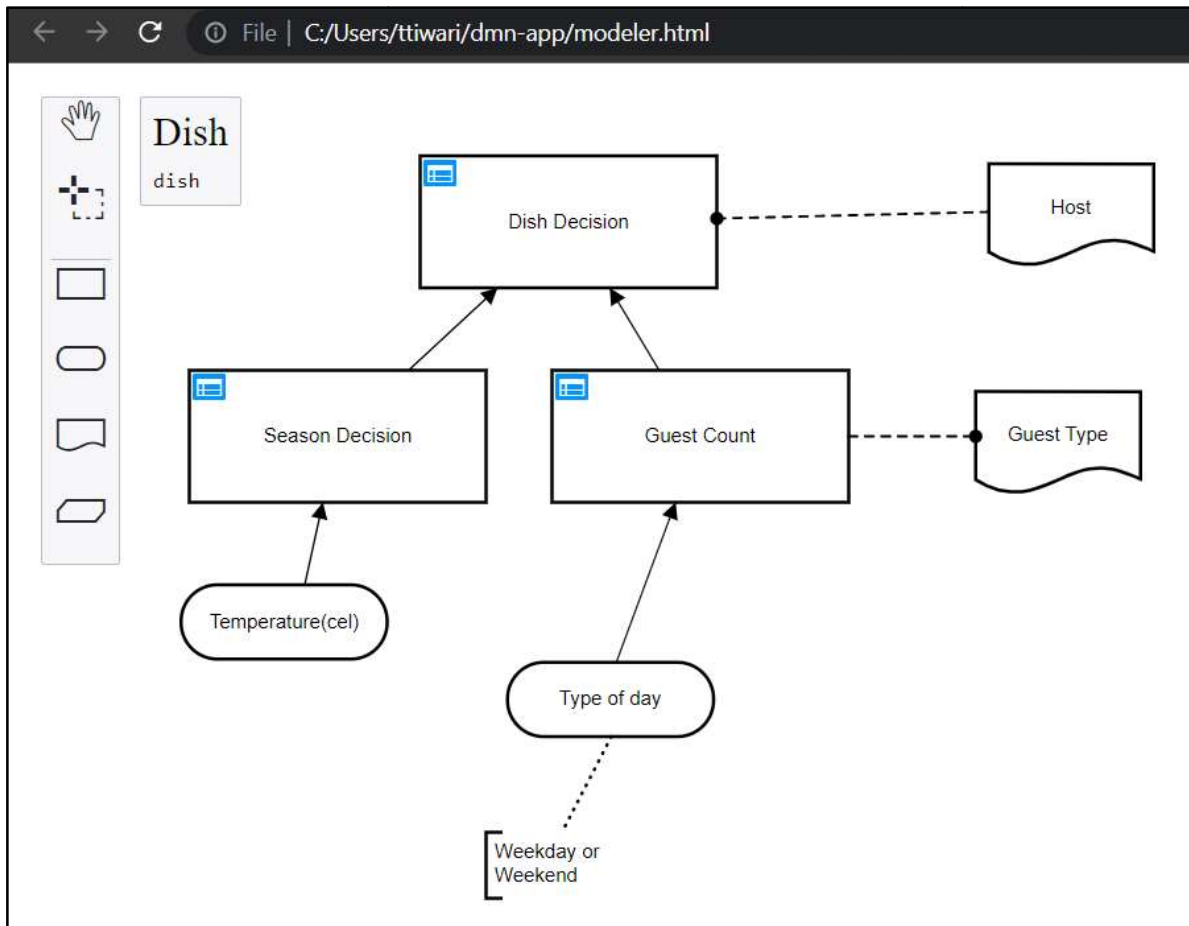 File | C:/Users/ttiwari/dmn-app/modeler.html
Dish
dish
Dish Decision
Host
Season Decision
Guest Count
Guest Type
Temperature(cel)
Type of day
Weekday or
Weekend